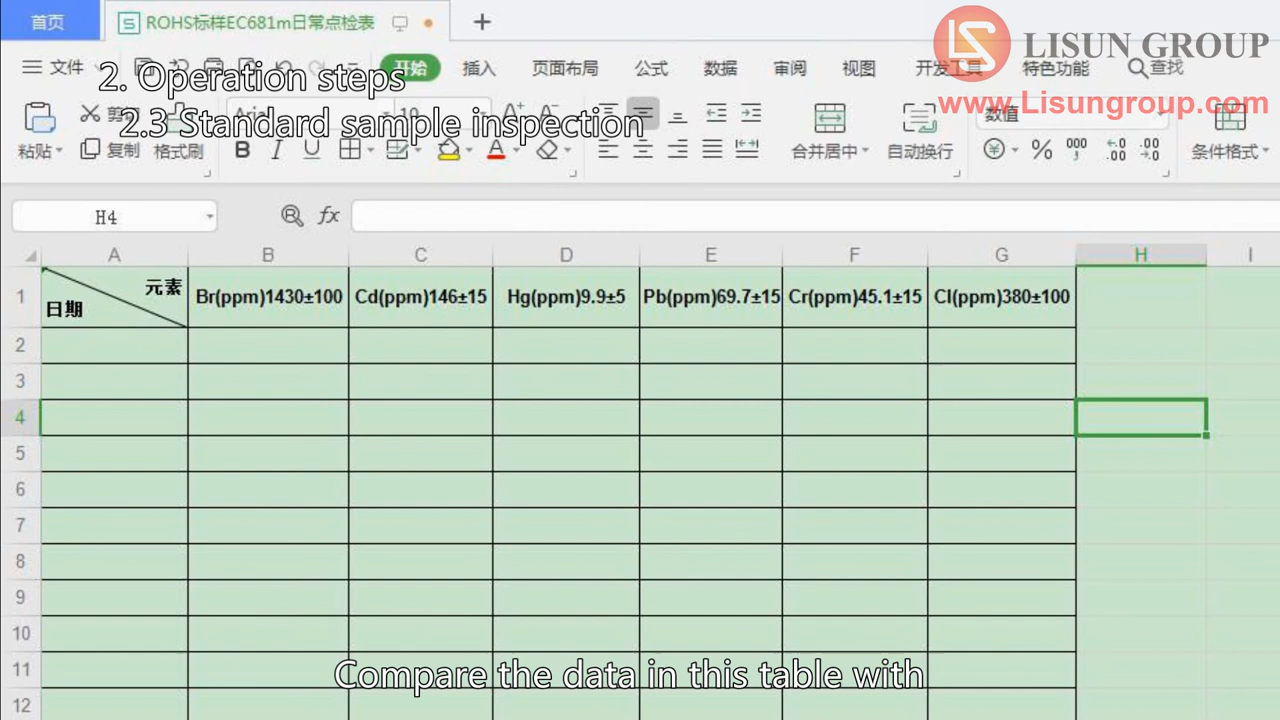 首页
ROHS标样EC681m日常点检表
LISUN GROUP
www.Lisungroup.com
文件
开始
插入
页面布局
公式
数据
审阅
视图
开发工具
特色功能
查找
2. Operation steps
2.3 Standard sample inspection
粘贴
复制
格式刷
B I U
A
合并居中
自动换行
数值
条件格式
H4
fx
A B C D E F G H I
1
元素
日期
Br(ppm)1430±100
Cd(ppm)146±15
Hg(ppm)9.9±5
Pb(ppm)69.7±15
Cr(ppm)45.1±15
Cl(ppm)380±100
2
3
4
5
6
7
8
9
10
11
12
Compare the data in this table with